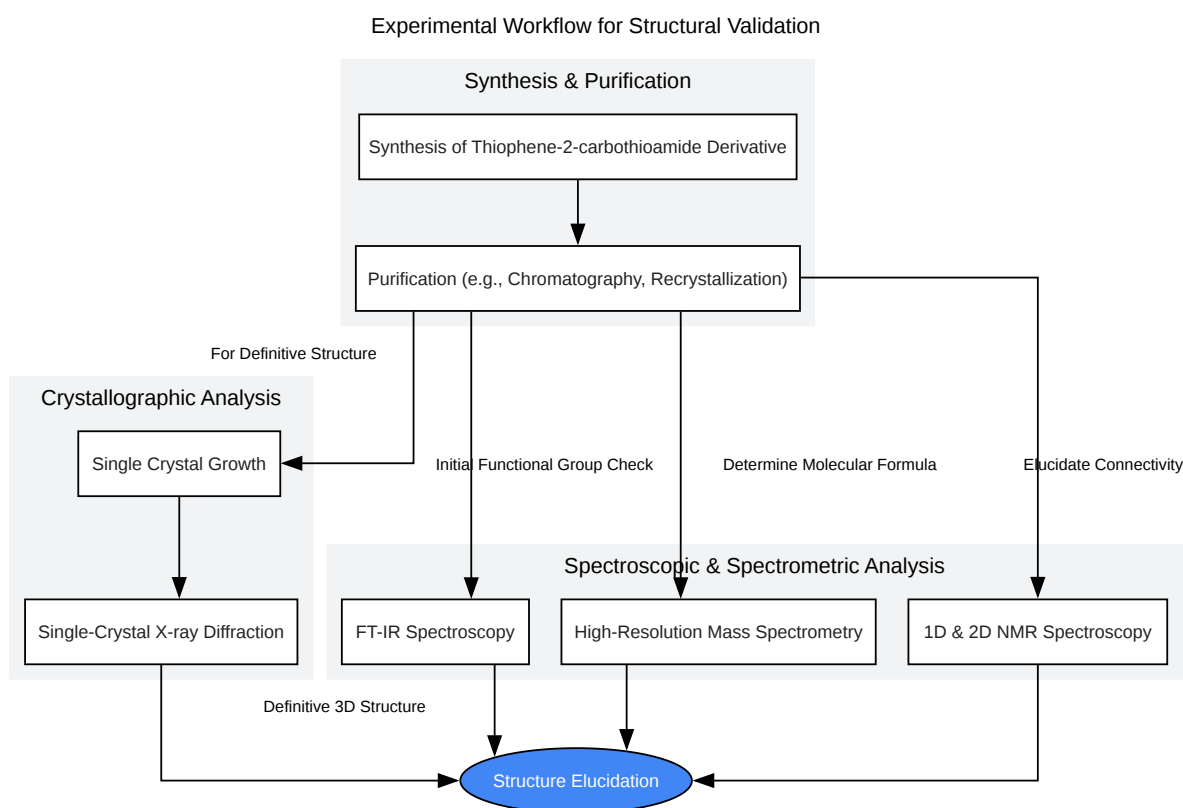 Experimental Workflow for Structural Validation
Synthesis & Purification
Synthesis of Thiophene-2-carbothioamide Derivative
Purification (e.g., Chromatography, Recrystallization)
For Definitive Structure
Crystallographic Analysis
Single Crystal Growth
Initial Functional Group Check
Determine Molecular Formula
Elucidate Connectivity
Spectroscopic & Spectrometric Analysis
Single-Crystal X-ray Diffraction
FT-IR Spectroscopy
High-Resolution Mass Spectrometry
1D & 2D NMR Spectroscopy
Definitive 3D Structure
Structure Elucidation